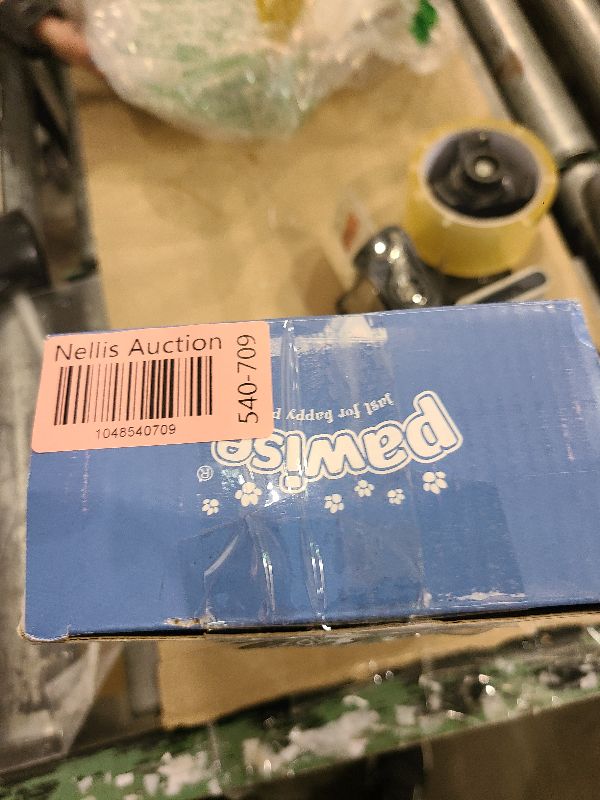 Nellis Auction
1048540709
540-709
pawise®
just for happy p